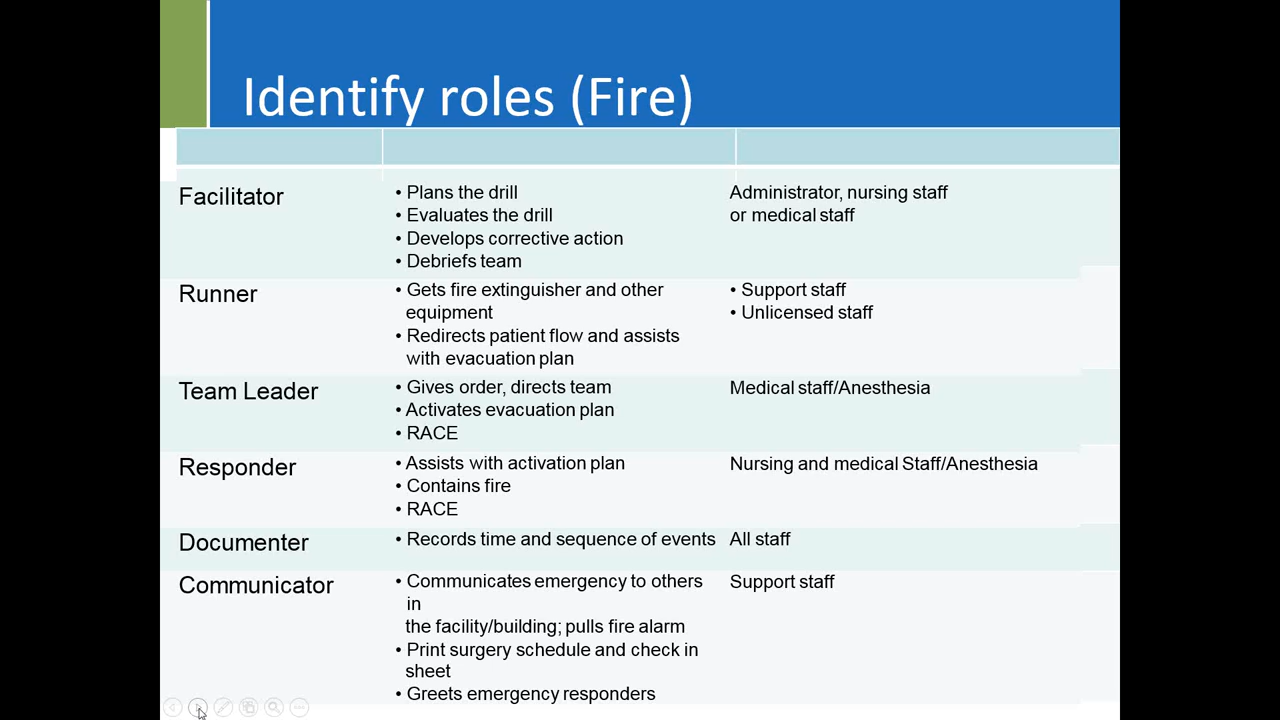 Identify roles (Fire)
Facilitator
• Plans the drill
• Evaluates the drill
• Develops corrective action
• Debriefs team
Administrator, nursing staff
or medical staff
Runner
• Gets fire extinguisher and other
equipment
• Redirects patient flow and assists
with evacuation plan
• Support staff
• Unlicensed staff
Team Leader
• Gives order, directs team
• Activates evacuation plan
• RACE
Medical staff/Anesthesia
Responder
• Assists with activation plan
• Contains fire
• RACE
Nursing and medical Staff/Anesthesia
Documenter
• Records time and sequence of events
All staff
Communicator
• Communicates emergency to others
in
the facility/building; pulls fire alarm
• Print surgery schedule and check in
sheet
• Greets emergency responders
Support staff